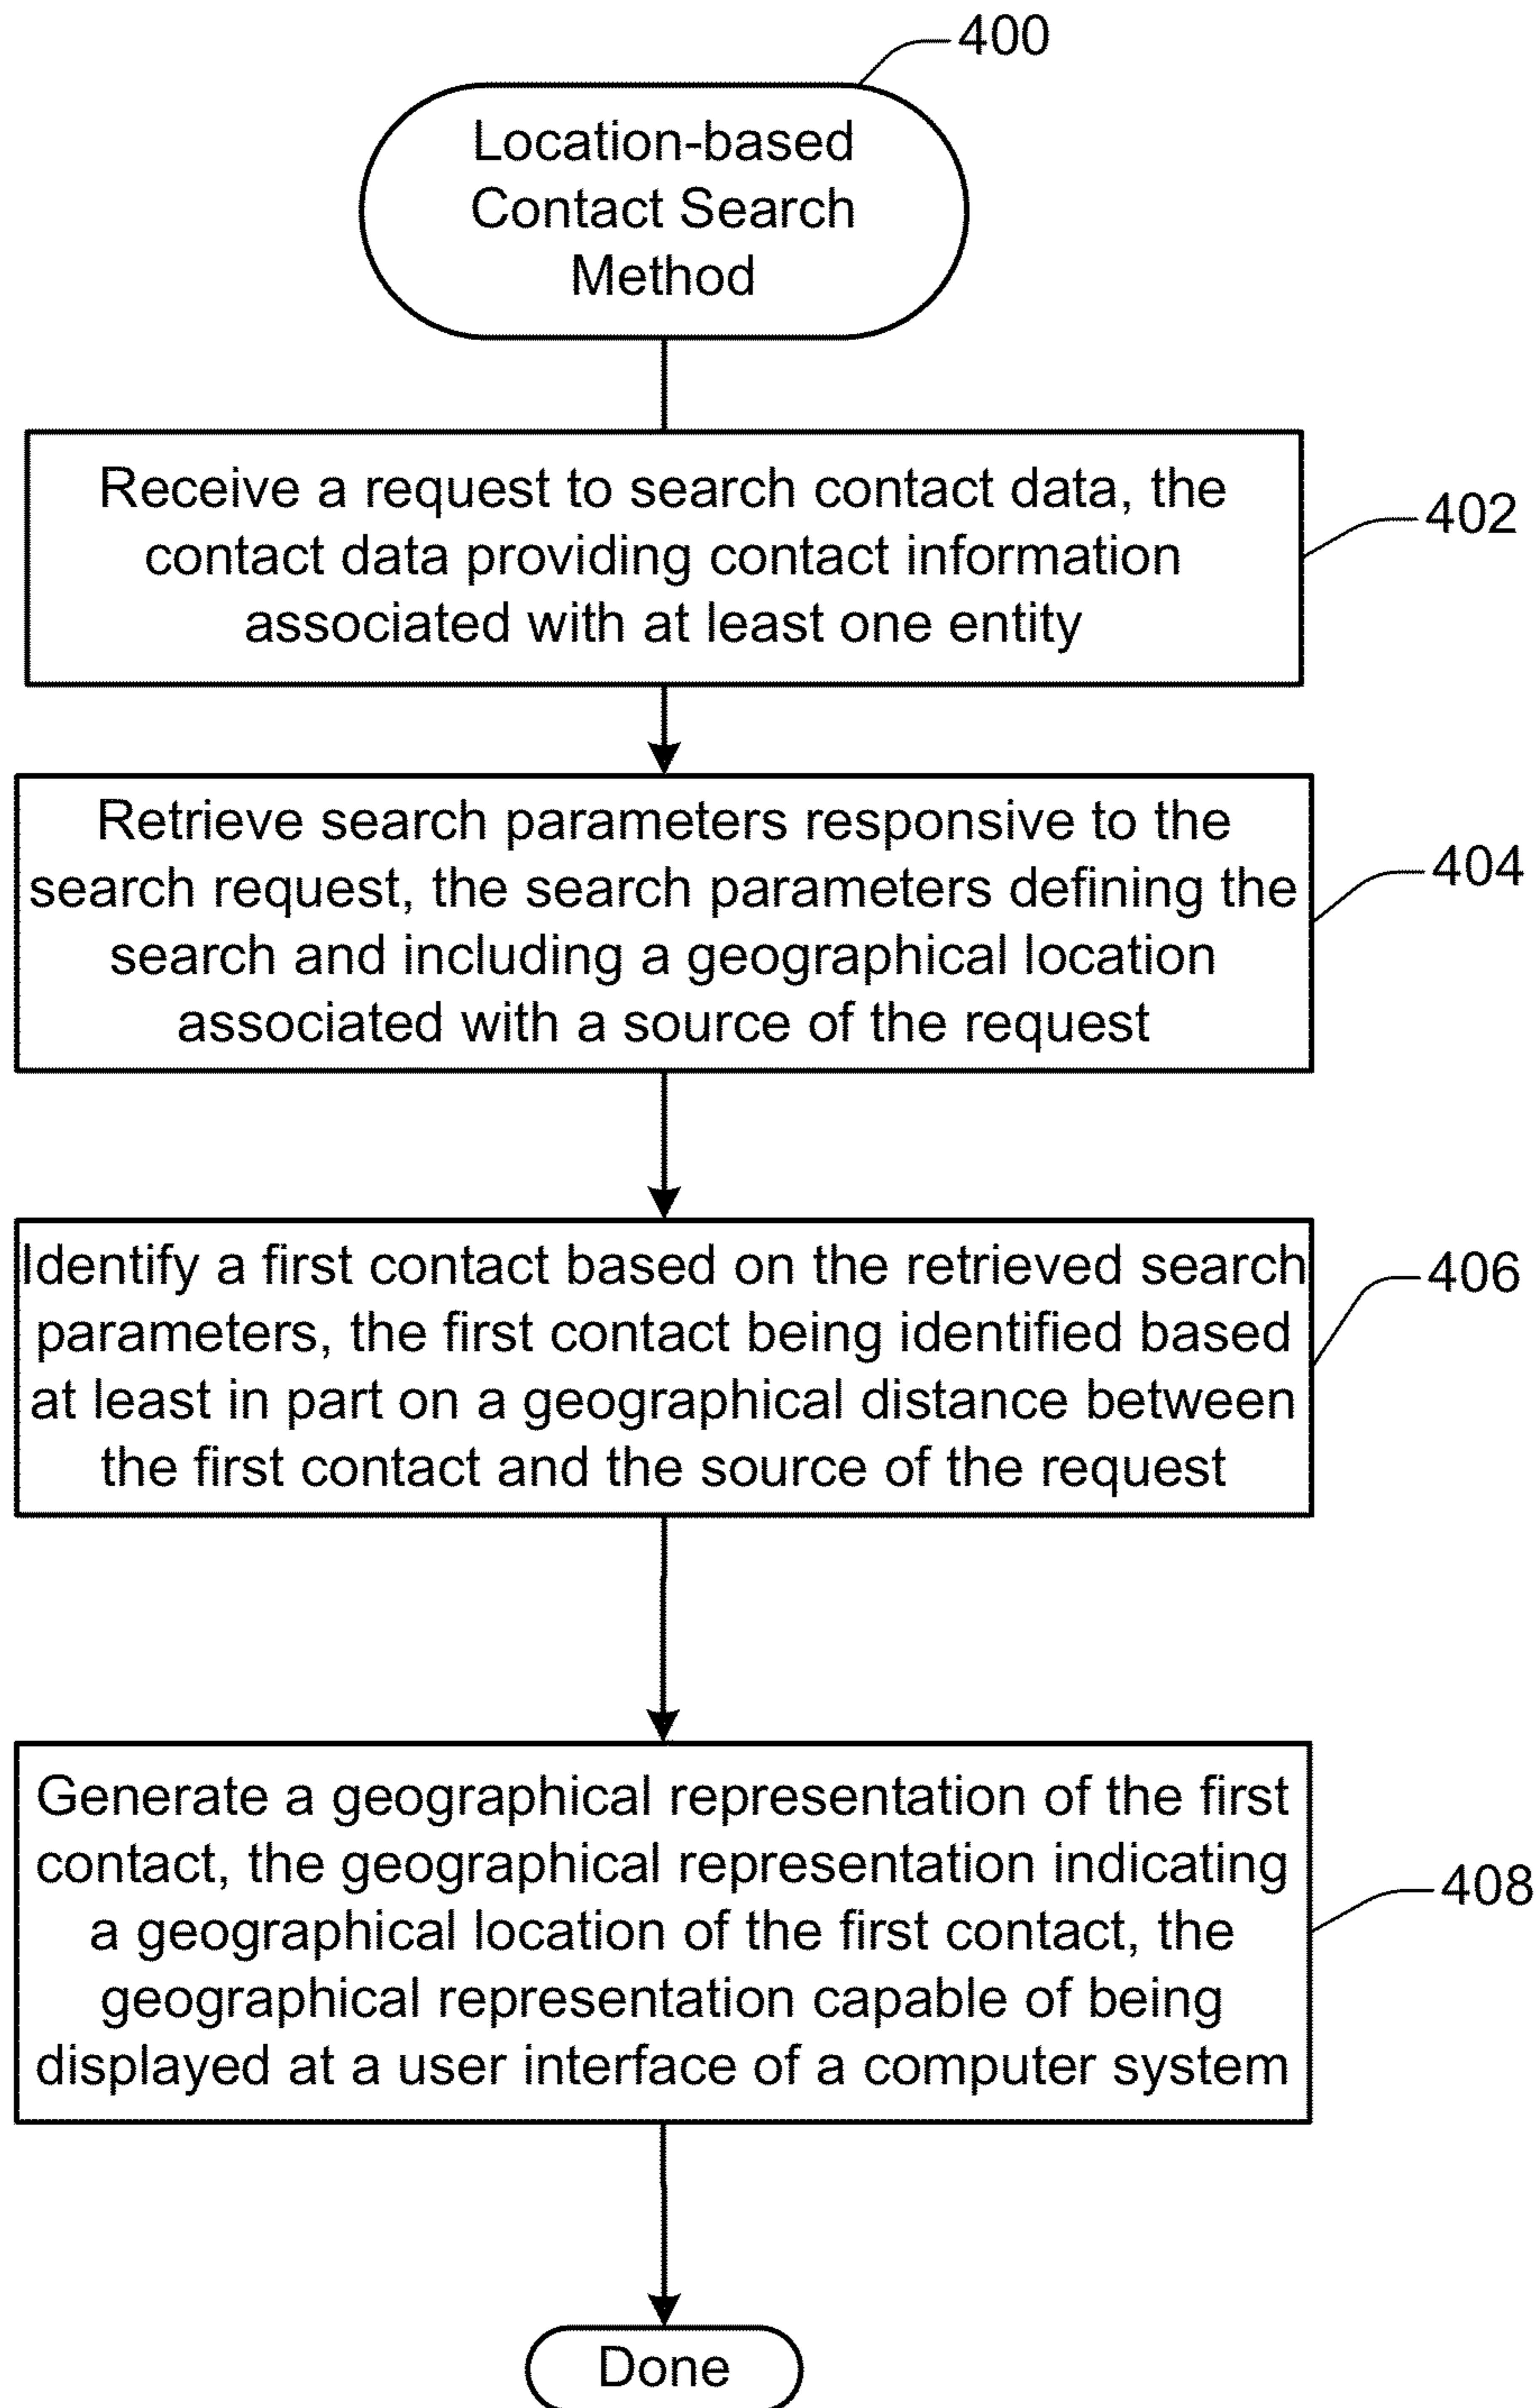 400
Location-based
Contact Search
Method
Receive a request to search contact data, the
contact data providing contact information
associated with at least one entity
402
Retrieve search parameters responsive to the
search request, the search parameters defining the
search and including a geographical location
associated with a source of the request
404
Identify a first contact based on the retrieved search
parameters, the first contact being identified based
at least in part on a geographical distance between
the first contact and the source of the request
406
Generate a geographical representation of the first
contact, the geographical representation indicating
a geographical location of the first contact, the
geographical representation capable of being
displayed at a user interface of a computer system
408
Done